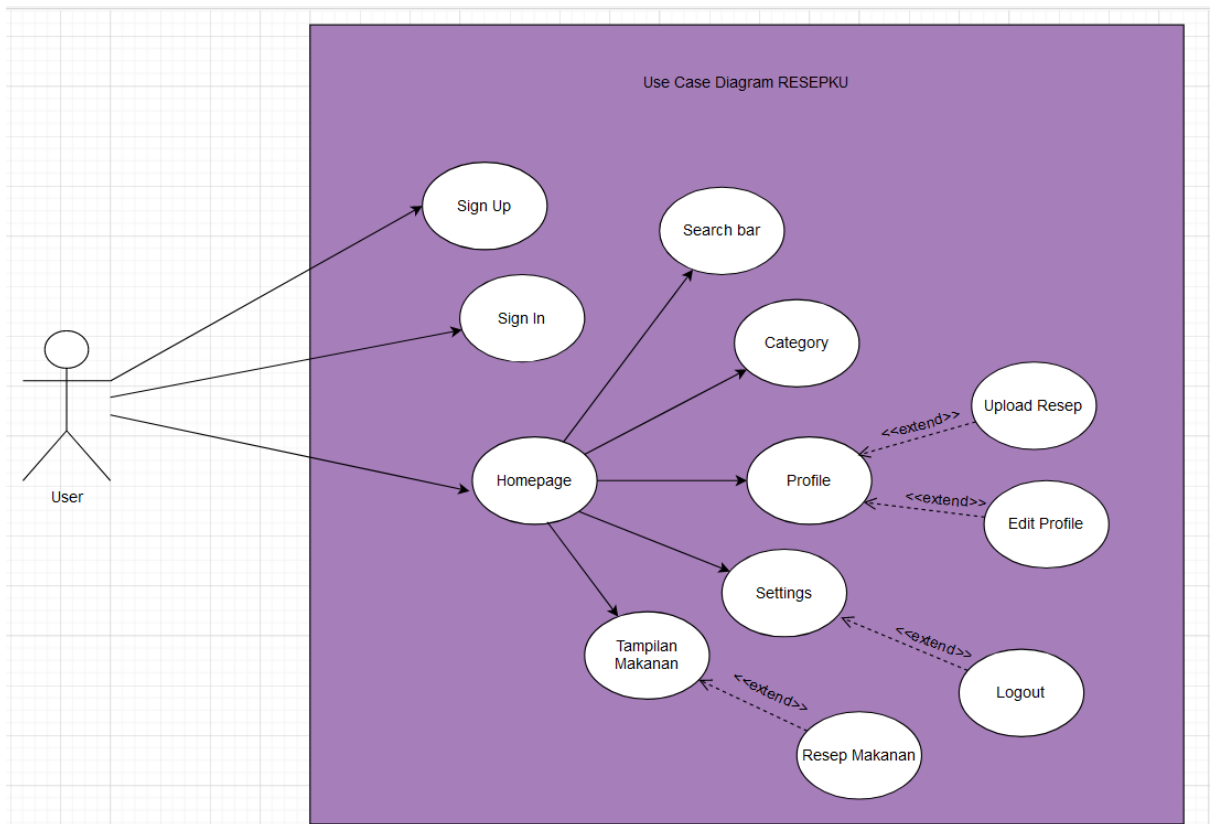 Use Case Diagram RESEPKU
Sign Up
Search bar
Sign In
Category
Upload Resep
<<extend>>
Homepage
Profile
User
<<extend>>
Edit Profile
Settings
<<extend>>
Tampilan
Makanan
Logout
<<extend>>
Resep Makanan